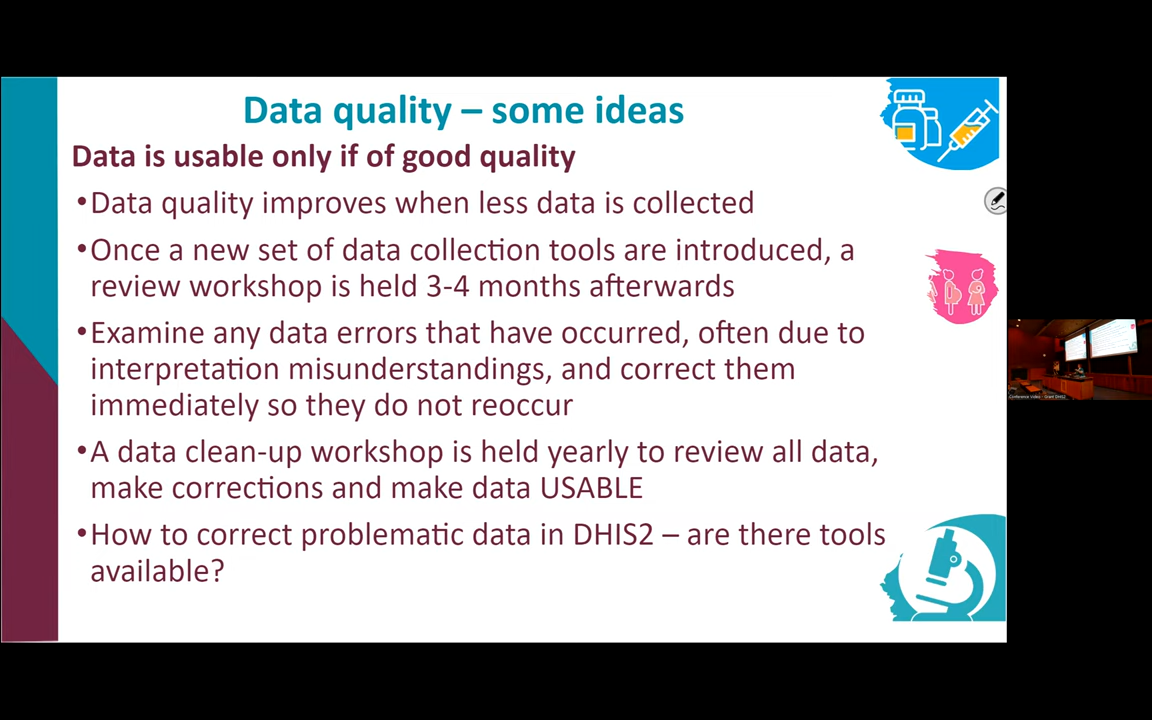 Data quality – some ideas
Data is usable only if of good quality
•Data quality improves when less data is collected
•Once a new set of data collection tools are introduced, a
review workshop is held 3-4 months afterwards
•Examine any data errors that have occurred, often due to
interpretation misunderstandings, and correct them
immediately so they do not reoccur
•A data clean-up workshop is held yearly to review all data,
make corrections and make data USABLE
•How to correct problematic data in DHIS2 – are there tools
available?